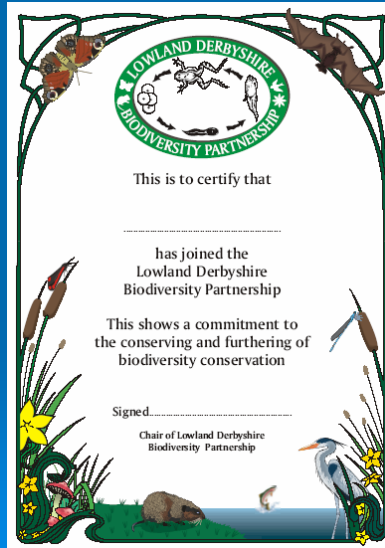 LOWLAND DERBYSHIRE
BIODIVERSITY PARTNERSHIP
This is to certify that
................................................................
has joined the
Lowland Derbyshire
Biodiversity Partnership
This shows a commitment to
the conserving and furthering of
biodiversity conservation
Signed..........................................................
Chair of Lowland Derbyshire
Biodiversity Partnership